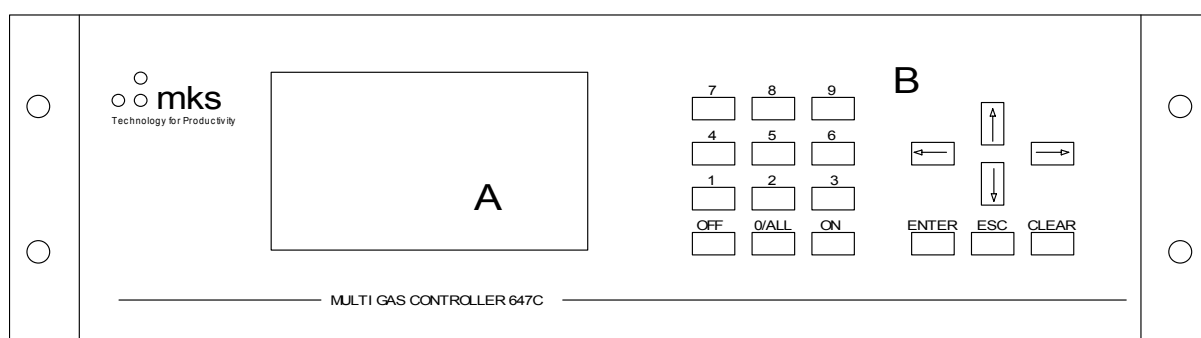 mks
Technology for Productivity
A
B
7 8 9
4 5 6
1 2 3
OFF 0/ALL ON
ENTER ESC CLEAR
MULTI GAS CONTROLLER 647C